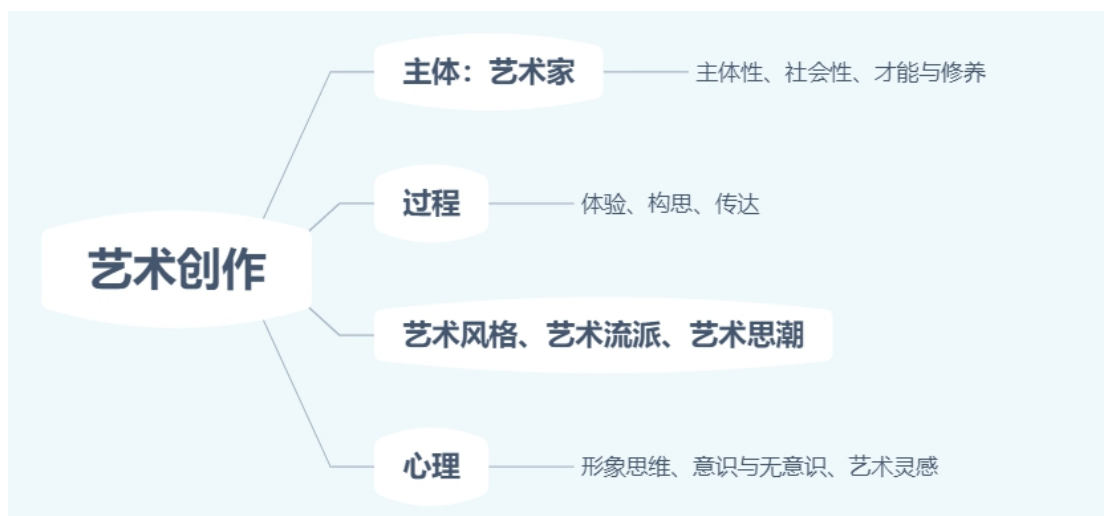 主体：艺术家
主体性、社会性、才能与修养
过程
体验、构思、传达
艺术创作
艺术风格、艺术流派、艺术思潮
心理
形象思维、意识与无意识、艺术灵感